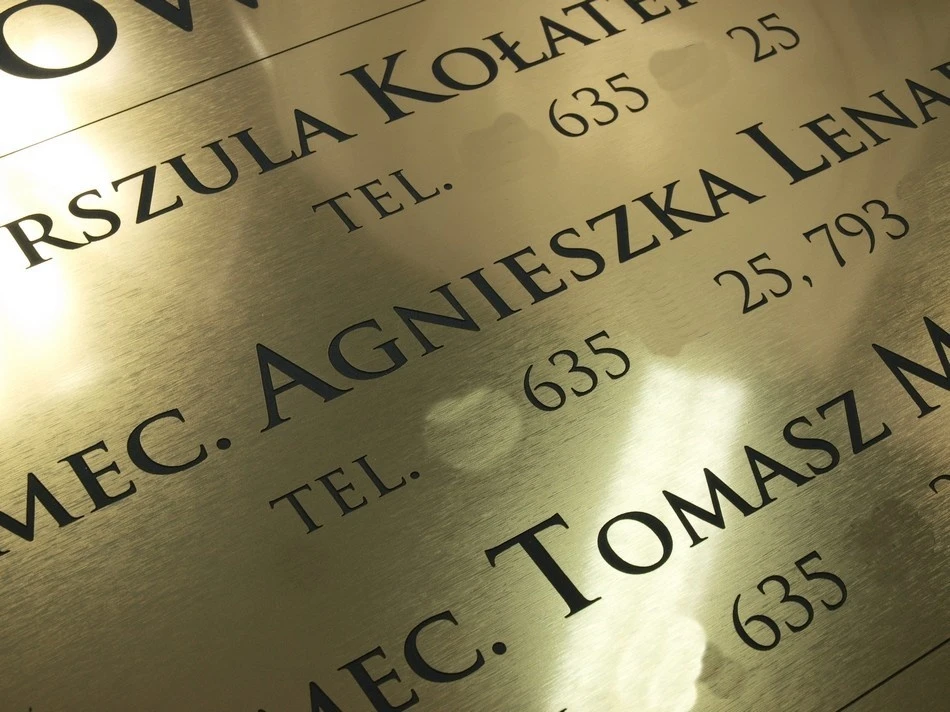 OW
RSZULA KOŁATE
TEL. 635 25
MEC. AGNIESZKA LENA
TEL. 635 25, 793
MEC. TOMASZ M
635